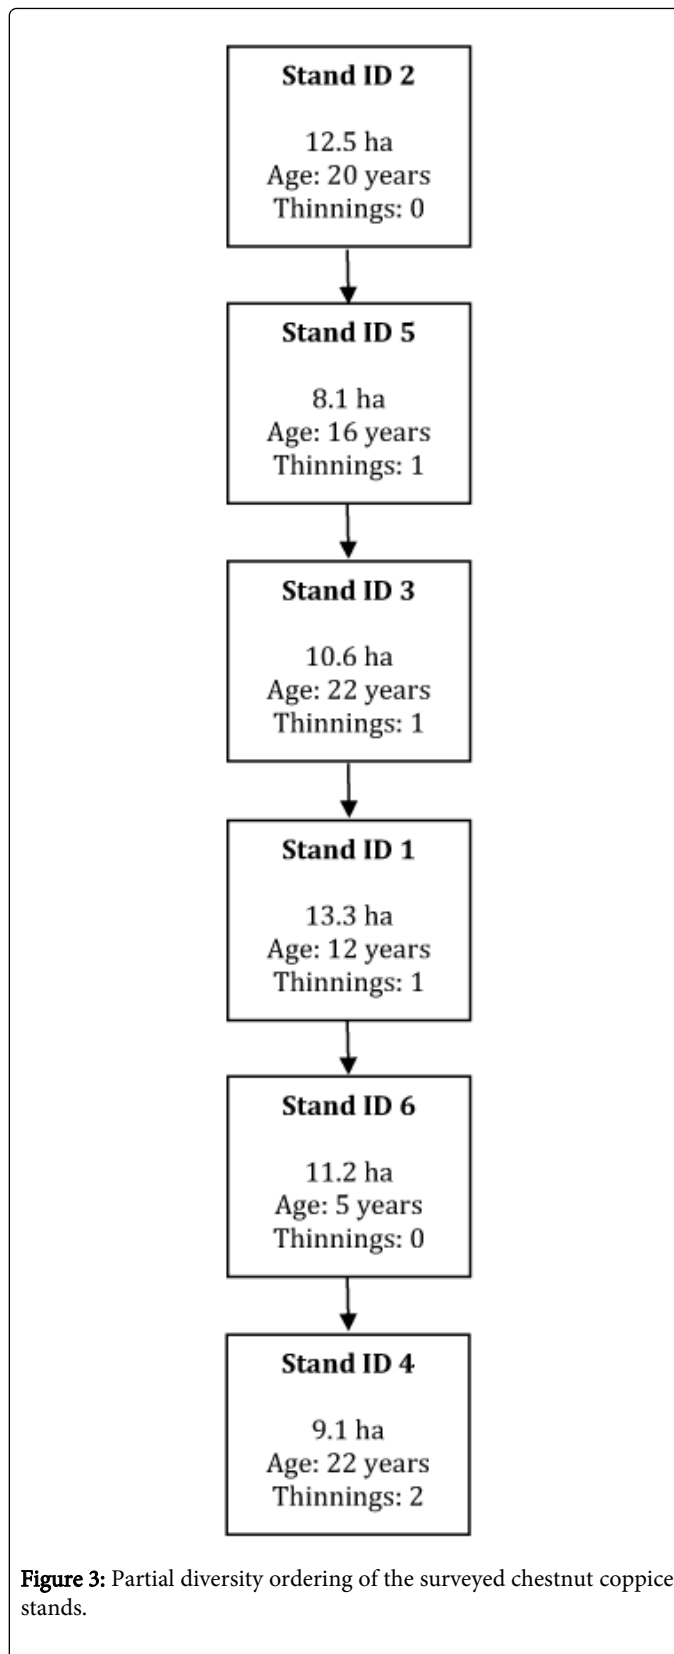 Stand ID 2
12.5 ha
Age: 20 years
Thinnings: 0
Stand ID 5
8.1 ha
Age: 16 years
Thinnings: 1
Stand ID 3
10.6 ha
Age: 22 years
Thinnings: 1
Stand ID 1
13.3 ha
Age: 12 years
Thinnings: 1
Stand ID 6
11.2 ha
Age: 5 years
Thinnings: 0
Stand ID 4
9.1 ha
Age: 22 years
Thinnings: 2
Figure 3: Partial diversity ordering of the surveyed chestnut coppice
stands.